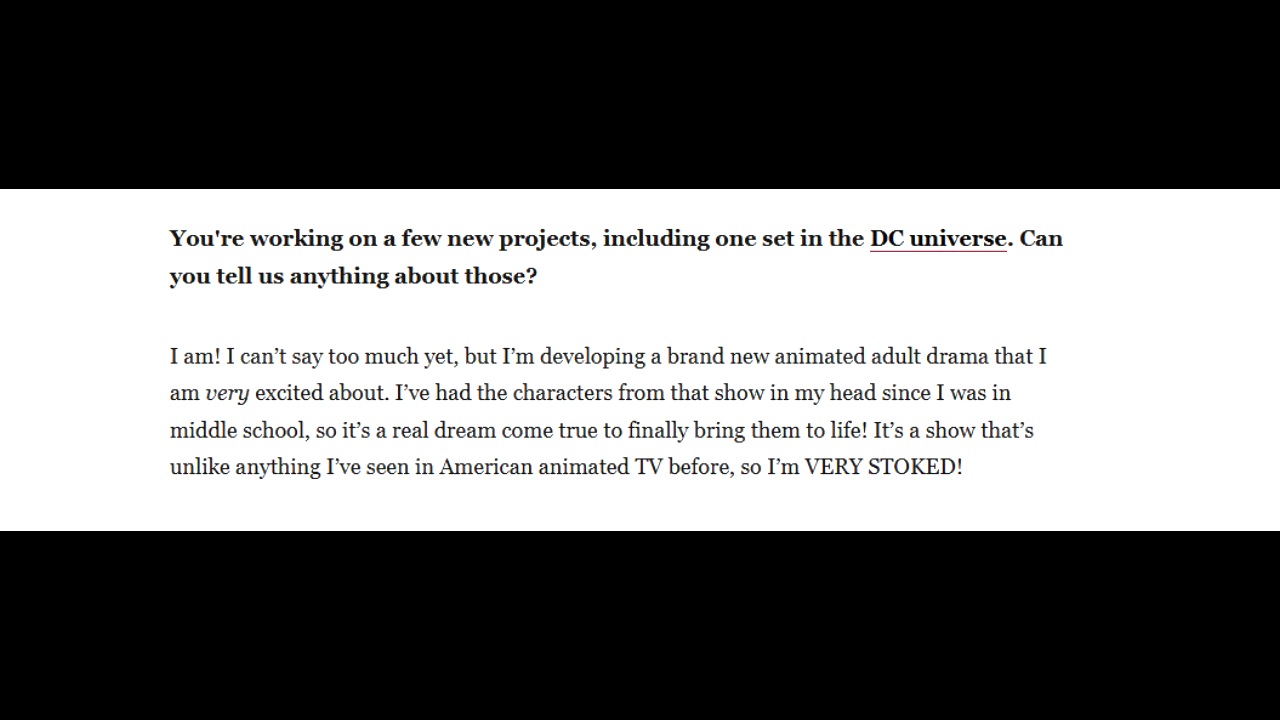 You're working on a few new projects, including one set in the DC universe. Can
you tell us anything about those?
I am! I can’t say too much yet, but I’m developing a brand new animated adult drama that I
am very excited about. I’ve had the characters from that show in my head since I was in
middle school, so it’s a real dream come true to finally bring them to life! It’s a show that’s
unlike anything I’ve seen in American animated TV before, so I’m VERY STOKED!